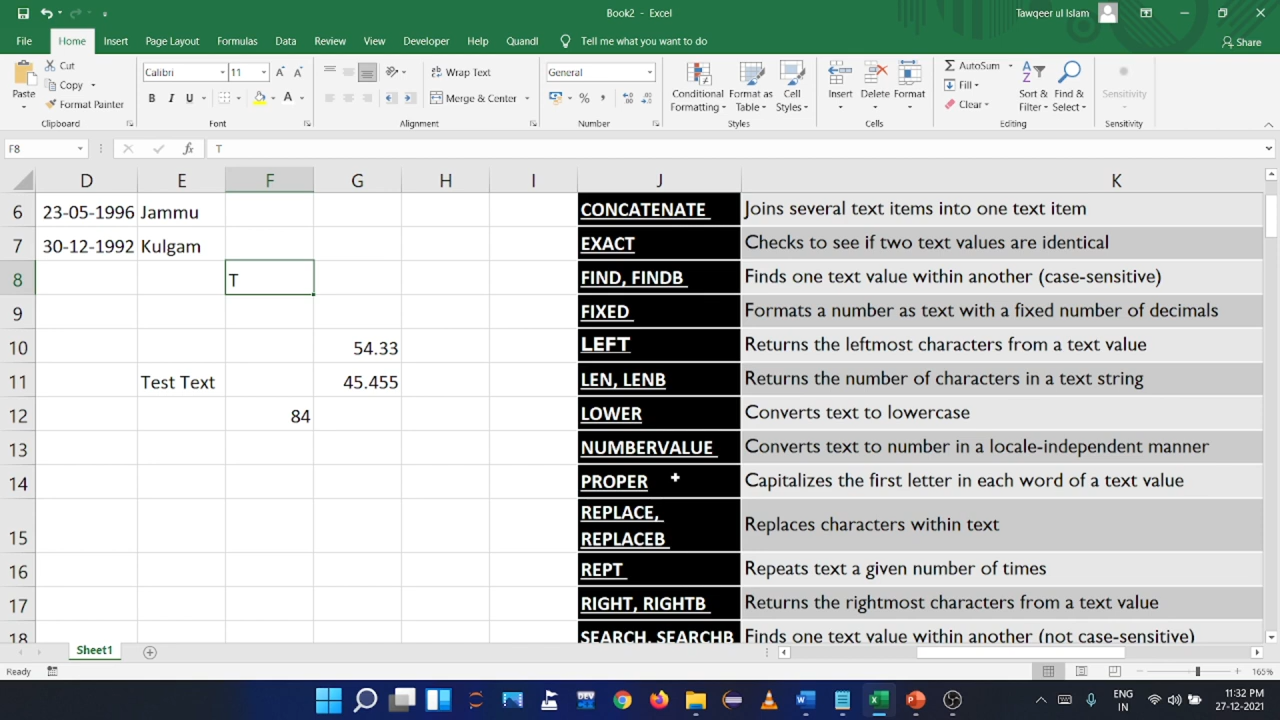 Book2 - Excel
Tawqeer ul Islam
File Home Insert Page Layout Formulas Data Review View Developer Help Quandl Tell me what you want to do Share
Paste
Cut
Copy
Format Painter
Clipboard
Calibri 11
B I U
Font
Wrap Text
Merge & Center
Alignment
General
% ,
Number
Conditional Formatting
Format as Table
Cell Styles
Styles
Insert Delete Format
Cells
AutoSum
Fill
Clear
Sort & Filter
Find & Select
Editing
Sensitivity
Sensitivity
F8 fx T
D E F G H I J K
6 23-05-1996 Jammu CONCATENATE Joins several text items into one text item
7 30-12-1992 Kulgam EXACT Checks to see if two text values are identical
8 T FIND, FINDB Finds one text value within another (case-sensitive)
9 FIXED Formats a number as text with a fixed number of decimals
10 54.33 LEFT Returns the leftmost characters from a text value
11 Test Text 45.455 LEN, LENB Returns the number of characters in a text string
12 84 LOWER Converts text to lowercase
13 NUMBERVALUE Converts text to number in a locale-independent manner
14 PROPER Capitalizes the first letter in each word of a text value
15 REPLACE, REPLACEB Replaces characters within text
16 REPT Repeats text a given number of times
17 RIGHT, RIGHTB Returns the rightmost characters from a text value
18 SEARCH, SEARCHB Finds one text value within another (not case-sensitive)
Sheet1
Ready 165%
ENG
IN
11:32 PM
27-12-2021